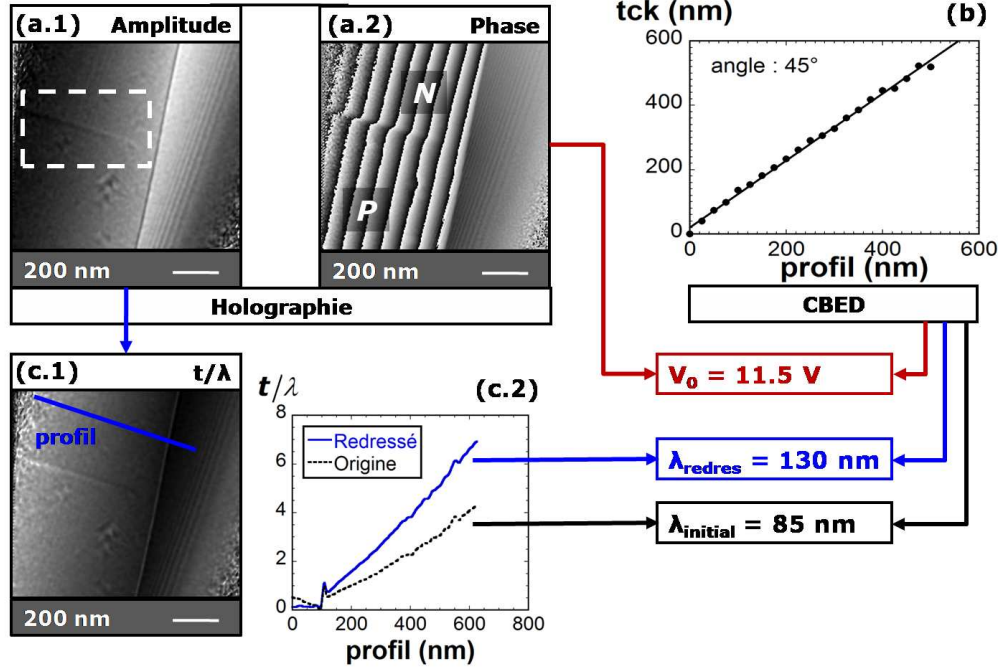 (a.1) Amplitude
200 nm
(a.2) Phase
N
P
200 nm
Holographie
tck (nm)
(b)
angle : 45°
600
400
200
0
0 200 400 600
profil (nm)
CBED
V₀ = 11.5 V
λredres = 130 nm
λinitial = 85 nm
(c.1) t/λ
profil
200 nm
t/λ
(c.2)
Redressé
Origine
8
6
4
2
0
0 200 400 600 800
profil (nm)